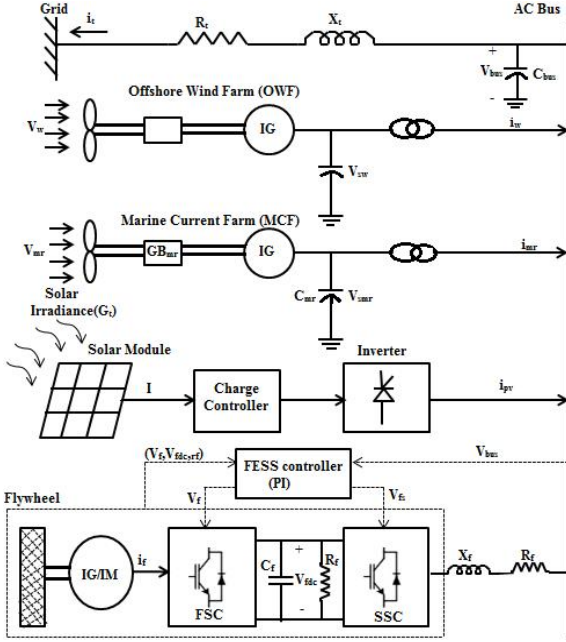 Grid
AC Bus
i_t
R_t
X_t
+
V_bus
C_bus
-
Offshore Wind Farm (OWF)
V_w
IG
i_w
V_sw
Marine Current Farm (MCF)
V_mr
GB_mr
IG
i_mr
C_mr
V_smr
Solar
Irradiance(G_t)
Solar Module
Inverter
I
Charge
Controller
i_pv
(V_f,V_fdc,rf)
FESS controller
(PI)
V_bus
Flywheel
V_f
V_fs
IG/IM
i_f
FSC
C_f
+
V_fdc
-
R_f
SSC
X_f
R_f